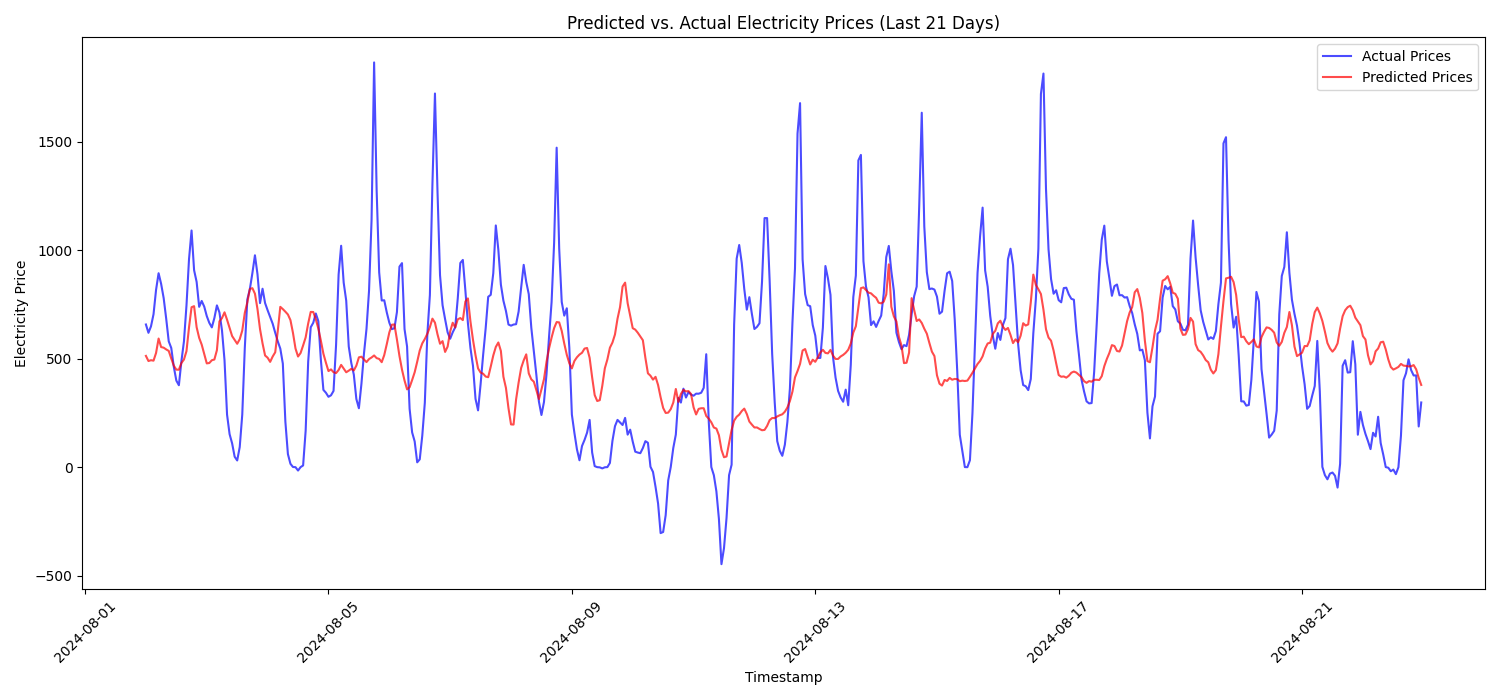 Predicted vs. Actual Electricity Prices (Last 21 Days)
Actual Prices
Predicted Prices
Electricity Price
1500
1000
500
0
−500
2024-08-01
2024-08-05
2024-08-09
2024-08-13
2024-08-17
2024-08-21
Timestamp